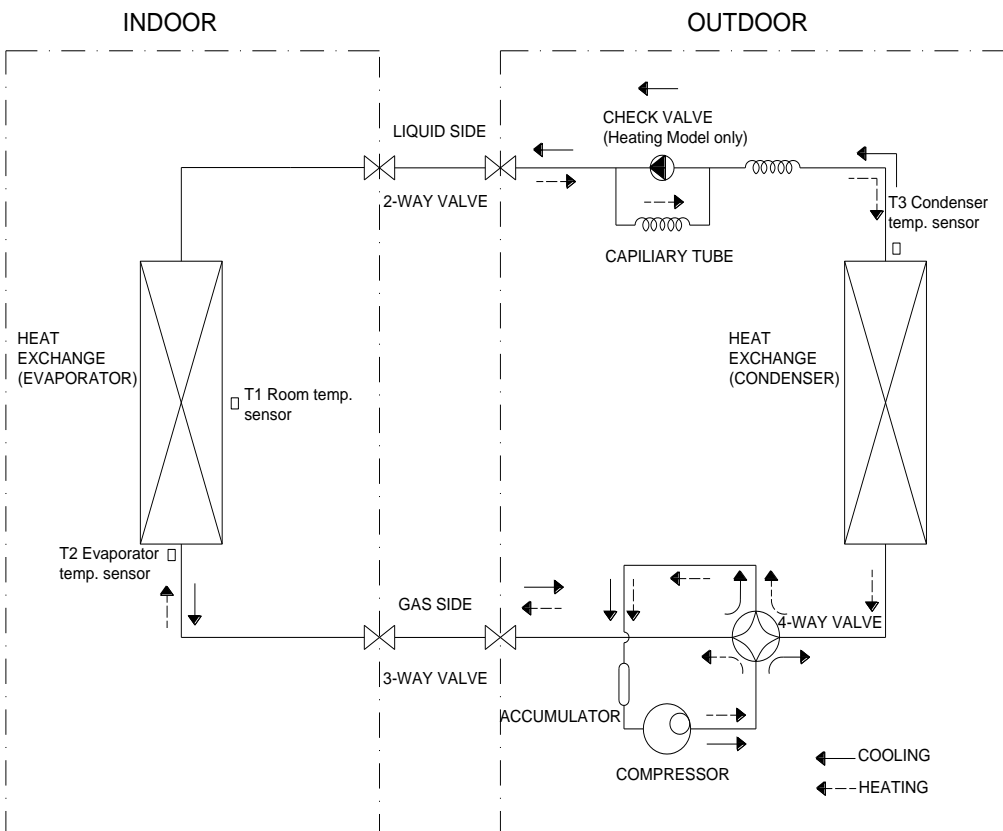 INDOOR
OUTDOOR
CHECK VALVE
(Heating Model only)
LIQUID SIDE
2-WAY VALVE
T3 Condenser
temp. sensor
CAPILIARY TUBE
HEAT
EXCHANGE
(EVAPORATOR)
T1 Room temp.
sensor
HEAT
EXCHANGE
(CONDENSER)
T2 Evaporator
temp. sensor
GAS SIDE
4-WAY VALVE
3-WAY VALVE
ACCUMULATOR
COMPRESSOR
COOLING
HEATING